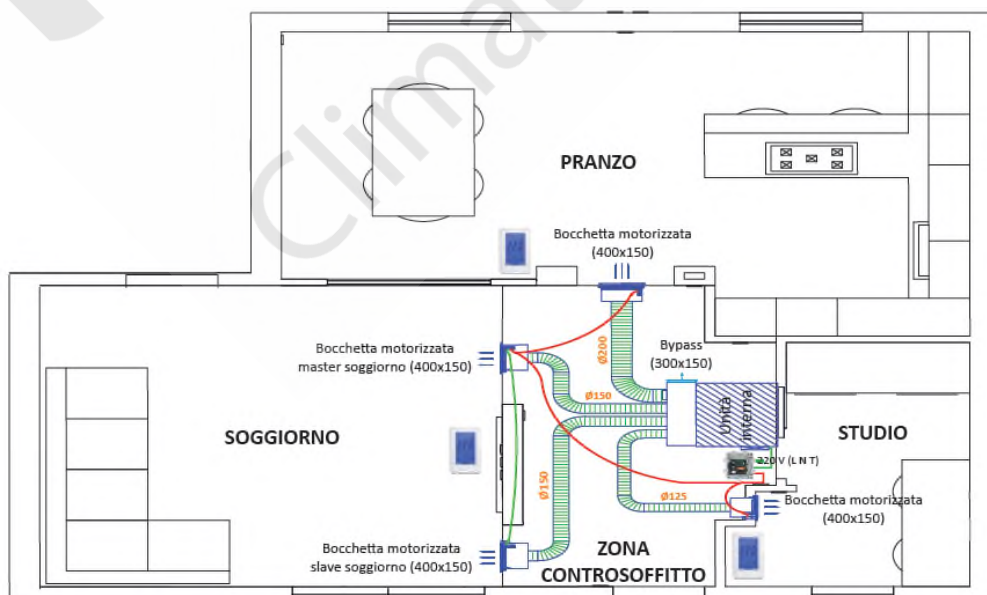 Climat
PRANZO
Bocchetta motorizzata
(400x150)
Bocchetta motorizzata
master soggiorno (400x150)
Ø200
Bypass
(300x150)
Ø150
Unità
interna
SOGGIORNO
STUDIO
220 V (L N T)
Ø150
Ø125
Bocchetta motorizzata
(400x150)
Bocchetta motorizzata
slave soggiorno (400x150)
ZONA
CONTROSOFFITTO